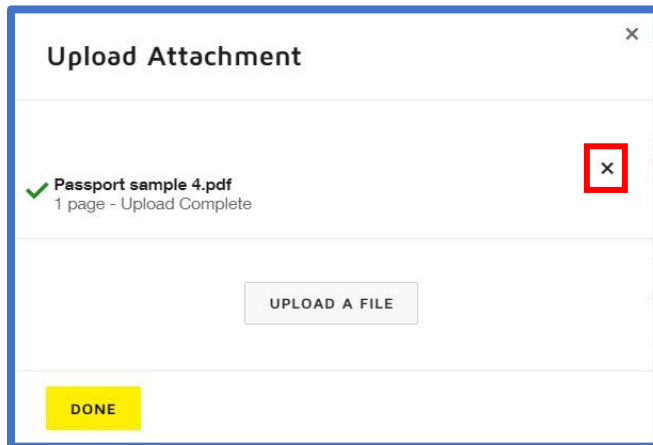 Upload Attachment
Passport sample 4.pdf
1 page - Upload Complete
UPLOAD A FILE
DONE